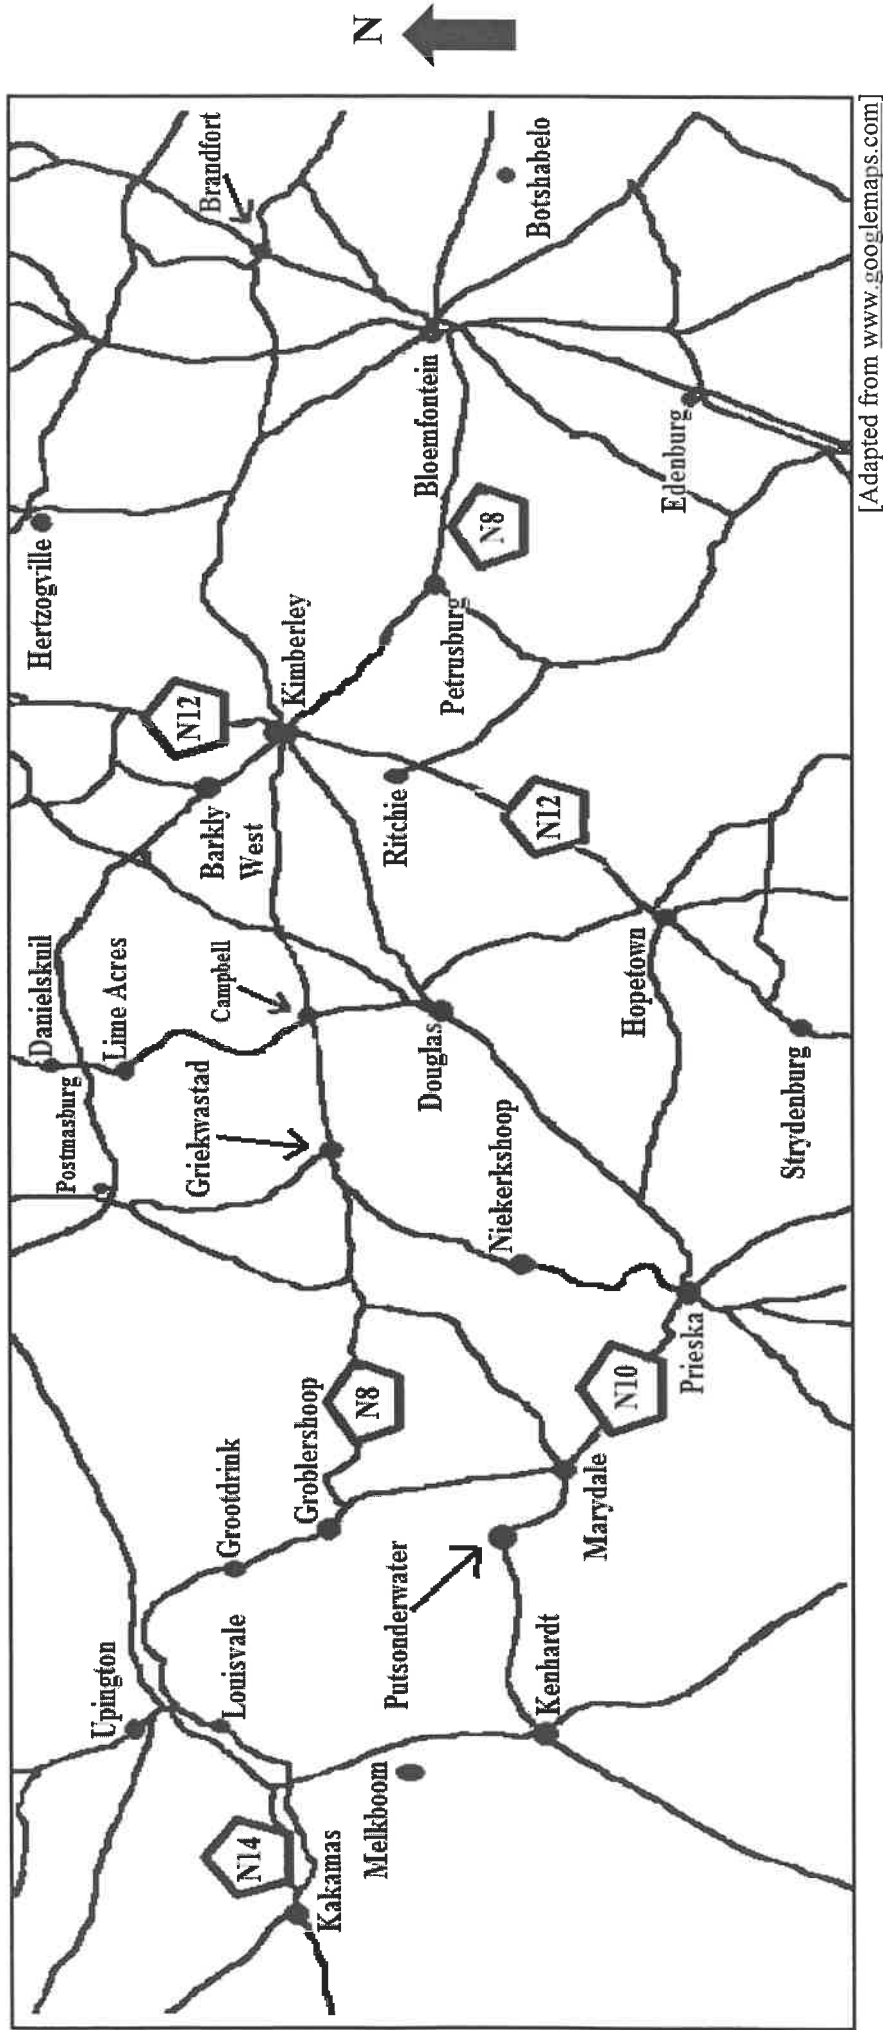 N
Brandfort
Botshabelo
Bloemfontein
Edenburg
N8
Hertzogville
Petrusburg
Kimberley
N12
Barkly
West
Ritchie
N12
Danielskuil
Lime Acres
Campbell
Hopetown
Postmasburg
Griekwastad
Douglas
Strydenburg
Niekerkshoop
Prieska
N10
N8
Groblershoop
Grootdrink
Marydale
Putsonderwater
Upington
Louisvale
Kenhardt
Melkboom
N14
Kakamas
[Adapted from www.googlemaps.com]